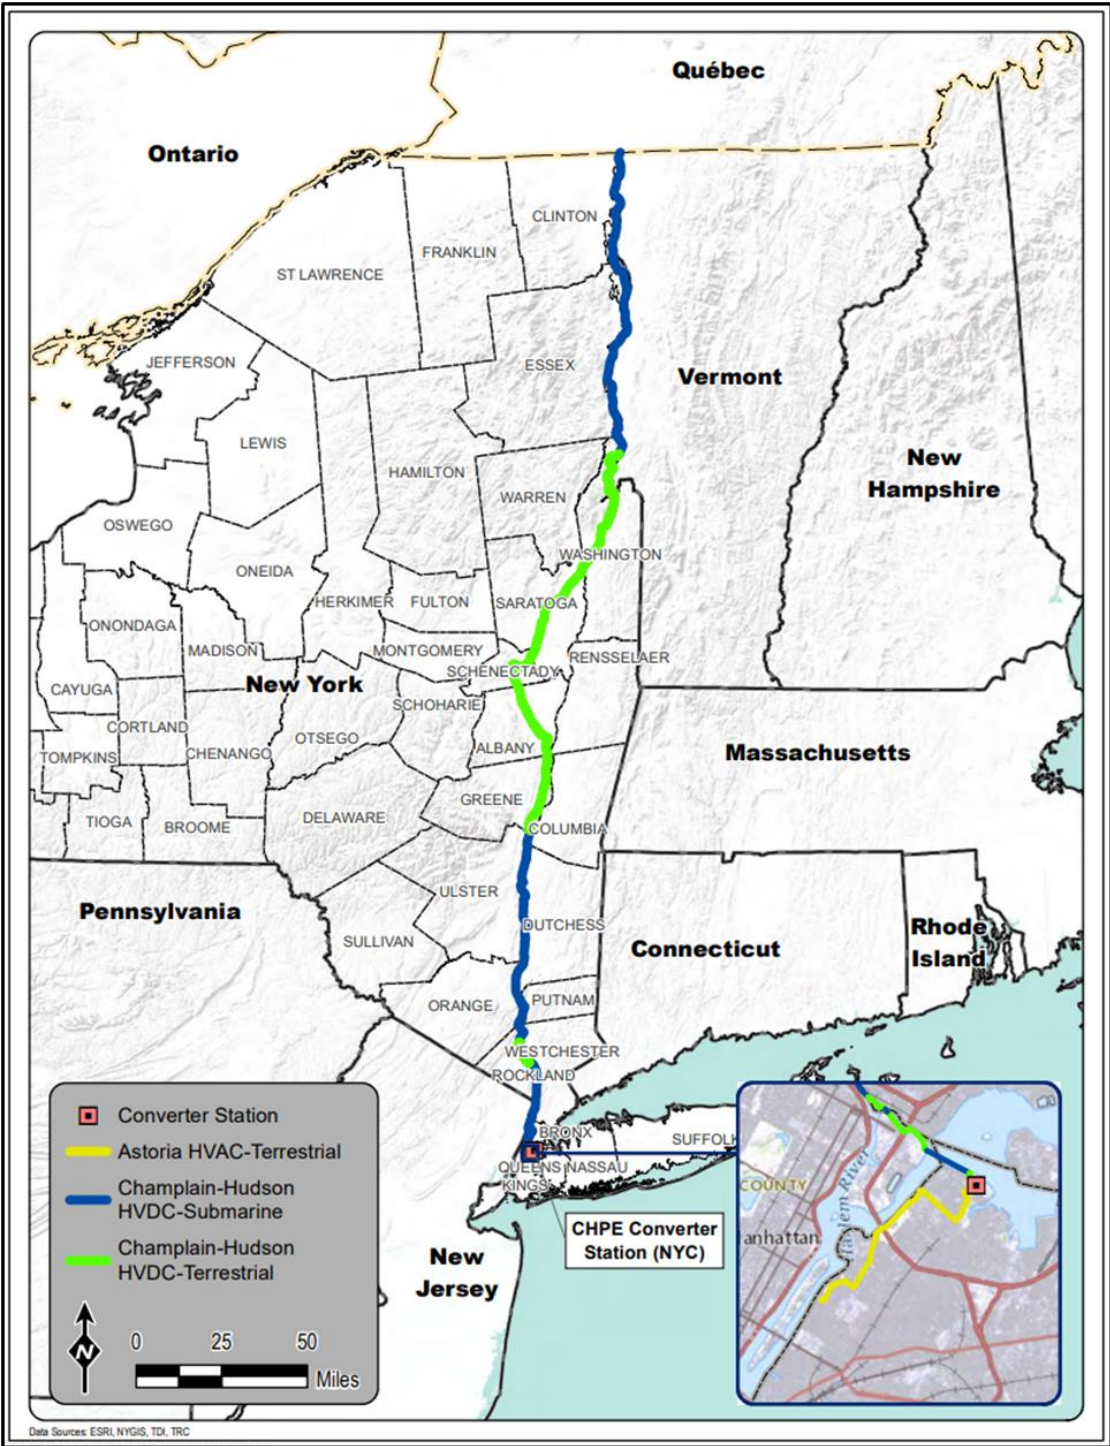 Québec
Ontario
CLINTON
FRANKLIN
ST LAWRENCE
JEFFERSON
ESSEX
Vermont
LEWIS
HAMILTON
New
Hampshire
WARREN
OSWEGO
WASHINGTON
ONEIDA
HERKIMER
FULTON
SARATOGA
ONONDAGA
MADISON
MONTGOMERY
RENSSELAER
SCHENECTADY
CAYUGA
New York
SCHOHARIE
CORTLAND
OTSEGO
ALBANY
Massachusetts
TOMPKINS
CHENANGO
GREENE
TIOGA
BROOME
DELAWARE
COLUMBIA
ULSTER
Pennsylvania
DUTCHESS
SULLIVAN
Connecticut
Rhode
Island
ORANGE
PUTNAM
WESTCHESTER
ROCKLAND
BRONX
SUFFOLK
QUEENS
NASSAU
KINGS
CHPE Converter
Station (NYC)
New
Jersey
Converter Station
Astoria HVAC-Terrestrial
Champlain-Hudson
HVDC-Submarine
Champlain-Hudson
HVDC-Terrestrial
N
0 25 50
Miles
COUNTY
anhattan
River
Data Sources: ESRI, NYGIS, TDI, TRC